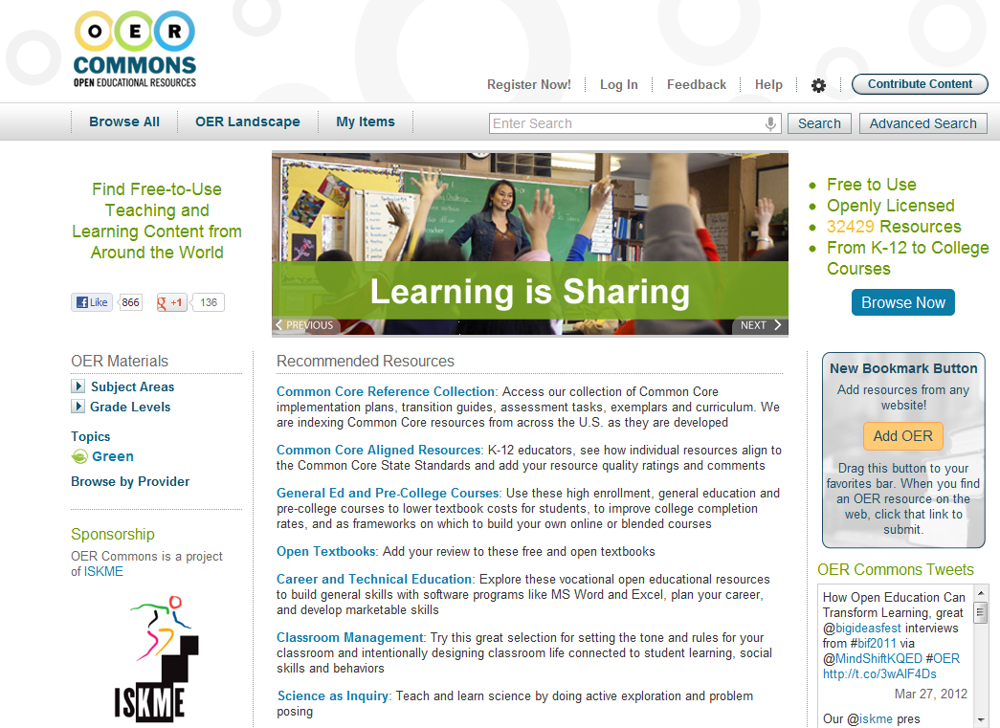 O E R
COMMONS
OPEN EDUCATIONAL RESOURCES
Register Now!
Log In
Feedback
Help
Contribute Content
Browse All
OER Landscape
My Items
Enter Search
Search
Advanced Search
Find Free-to-Use
Teaching and
Learning Content from
Around the World
Like
866
+1
136
Learning is Sharing
PREVIOUS
NEXT
Free to Use
Openly Licensed
32429 Resources
From K-12 to College
Courses
Browse Now
OER Materials
Subject Areas
Grade Levels
Topics
Green
Browse by Provider
Sponsorship
OER Commons is a project
of ISKME
ISKME
Recommended Resources
Common Core Reference Collection: Access our collection of Common Core
implementation plans, transition guides, assessment tasks, exemplars and curriculum. We
are indexing Common Core resources from across the U.S. as they are developed
Common Core Aligned Resources: K-12 educators, see how individual resources align to
the Common Core State Standards and add your resource quality ratings and comments
General Ed and Pre-College Courses: Use these high enrollment, general education and
pre-college courses to lower textbook costs for students, to improve college completion
rates, and as frameworks on which to build your own online or blended courses
Open Textbooks: Add your review to these free and open textbooks
Career and Technical Education: Explore these vocational open educational resources
to build general skills with software programs like MS Word and Excel, plan your career,
and develop marketable skills
Classroom Management: Try this great selection for setting the tone and rules for your
classroom and intentionally designing classroom life connected to student learning, social
skills and behaviors
Science as Inquiry: Teach and learn science by doing active exploration and problem
posing
New Bookmark Button
Add resources from any
website!
Add OER
Drag this button to your
favorites bar. When you find
an OER resource on the
web, click that link to
submit.
OER Commons Tweets
How Open Education Can
Transform Learning, great
@bigideasfest interviews
from #bif2011 via
@MindShiftKQED #OER
http://t.co/3wAlF4Ds
Mar 27, 2012
Our @iskme pres